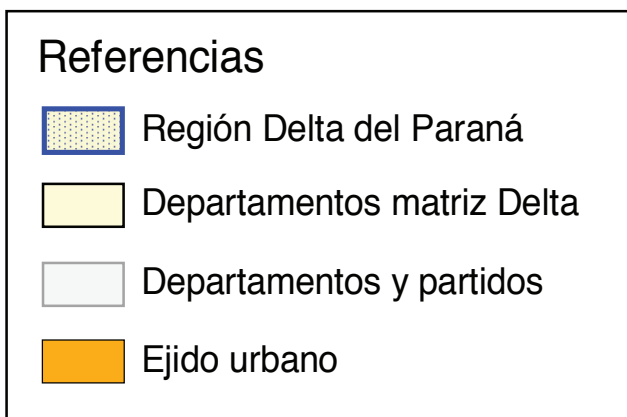 Referencias
Región Delta del Paraná
Departamentos matriz Delta
Departamentos y partidos
Ejido urbano